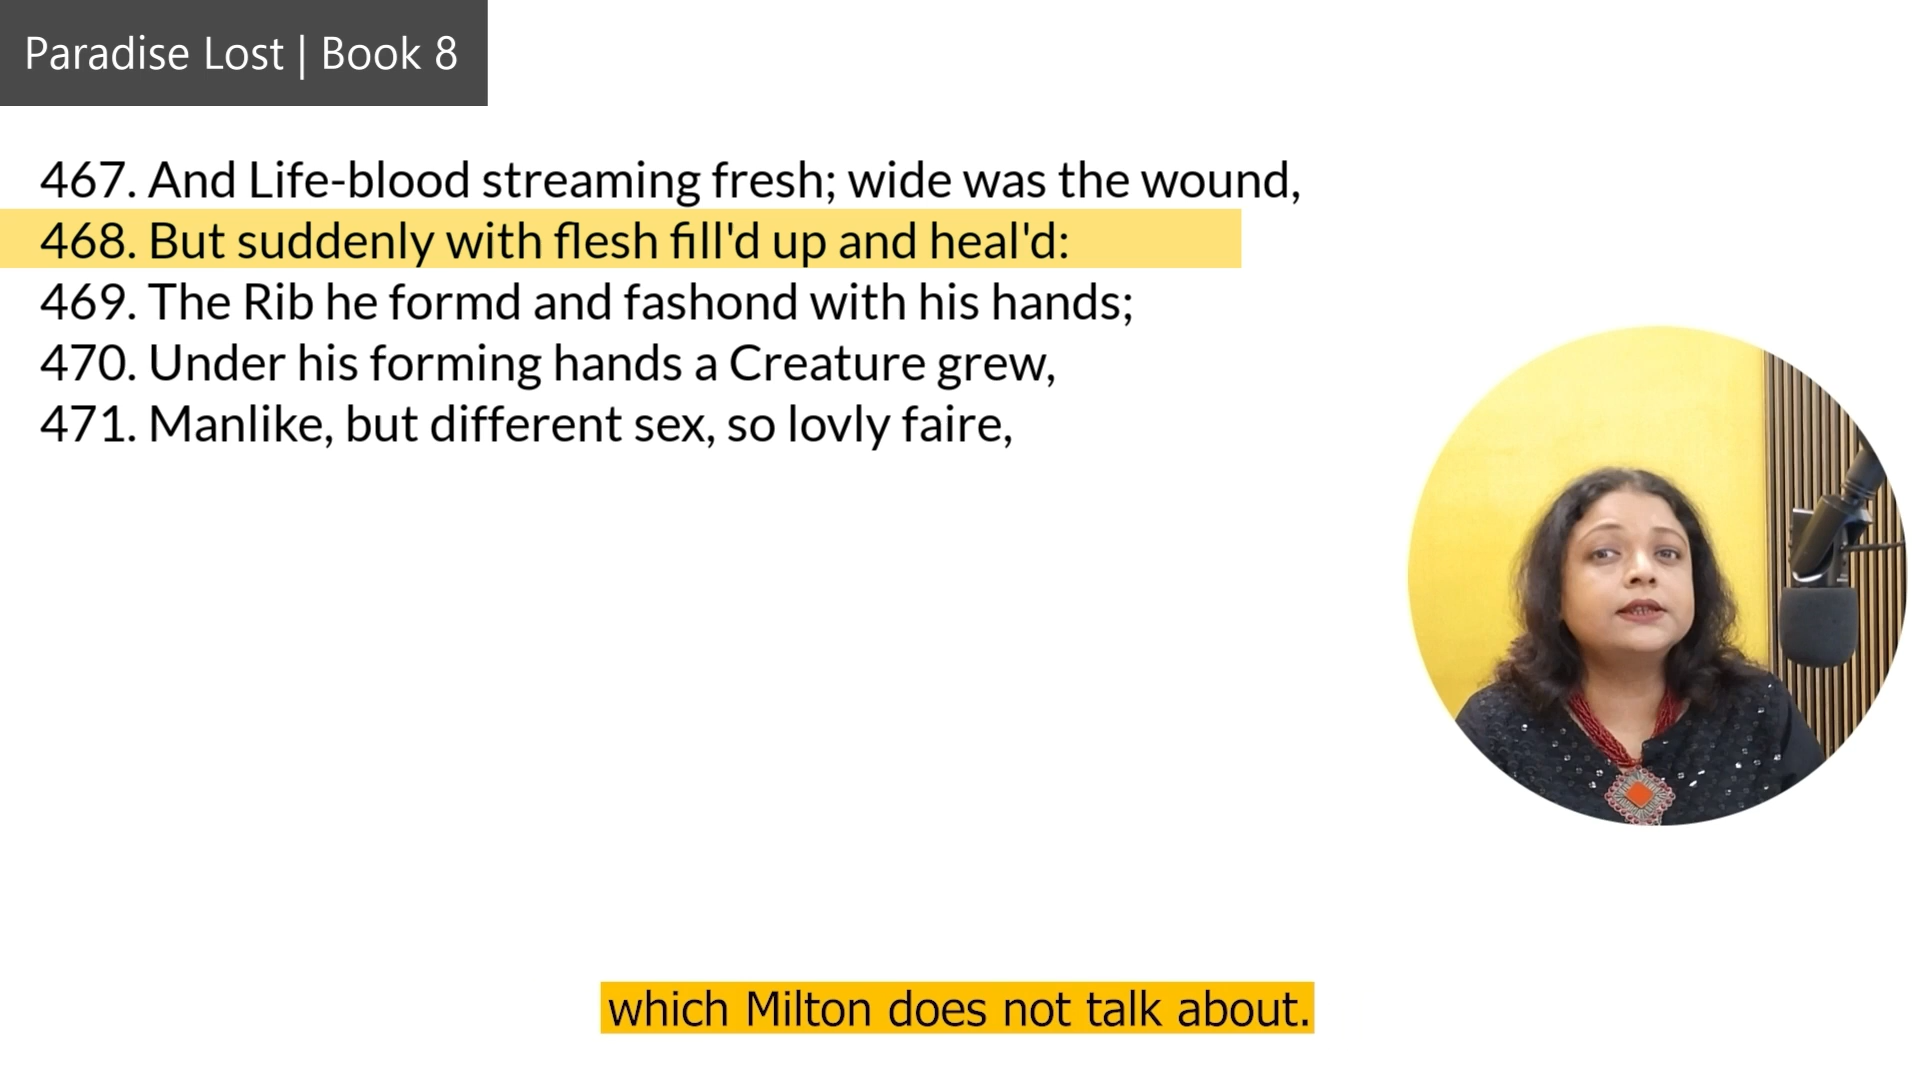 Paradise Lost | Book 8
467. And Life-blood streaming fresh; wide was the wound,
468. But suddenly with flesh fill'd up and heal'd:
469. The Rib he formd and fashond with his hands;
470. Under his forming hands a Creature grew,
471. Manlike, but different sex, so lovly faire,
which Milton does not talk about.